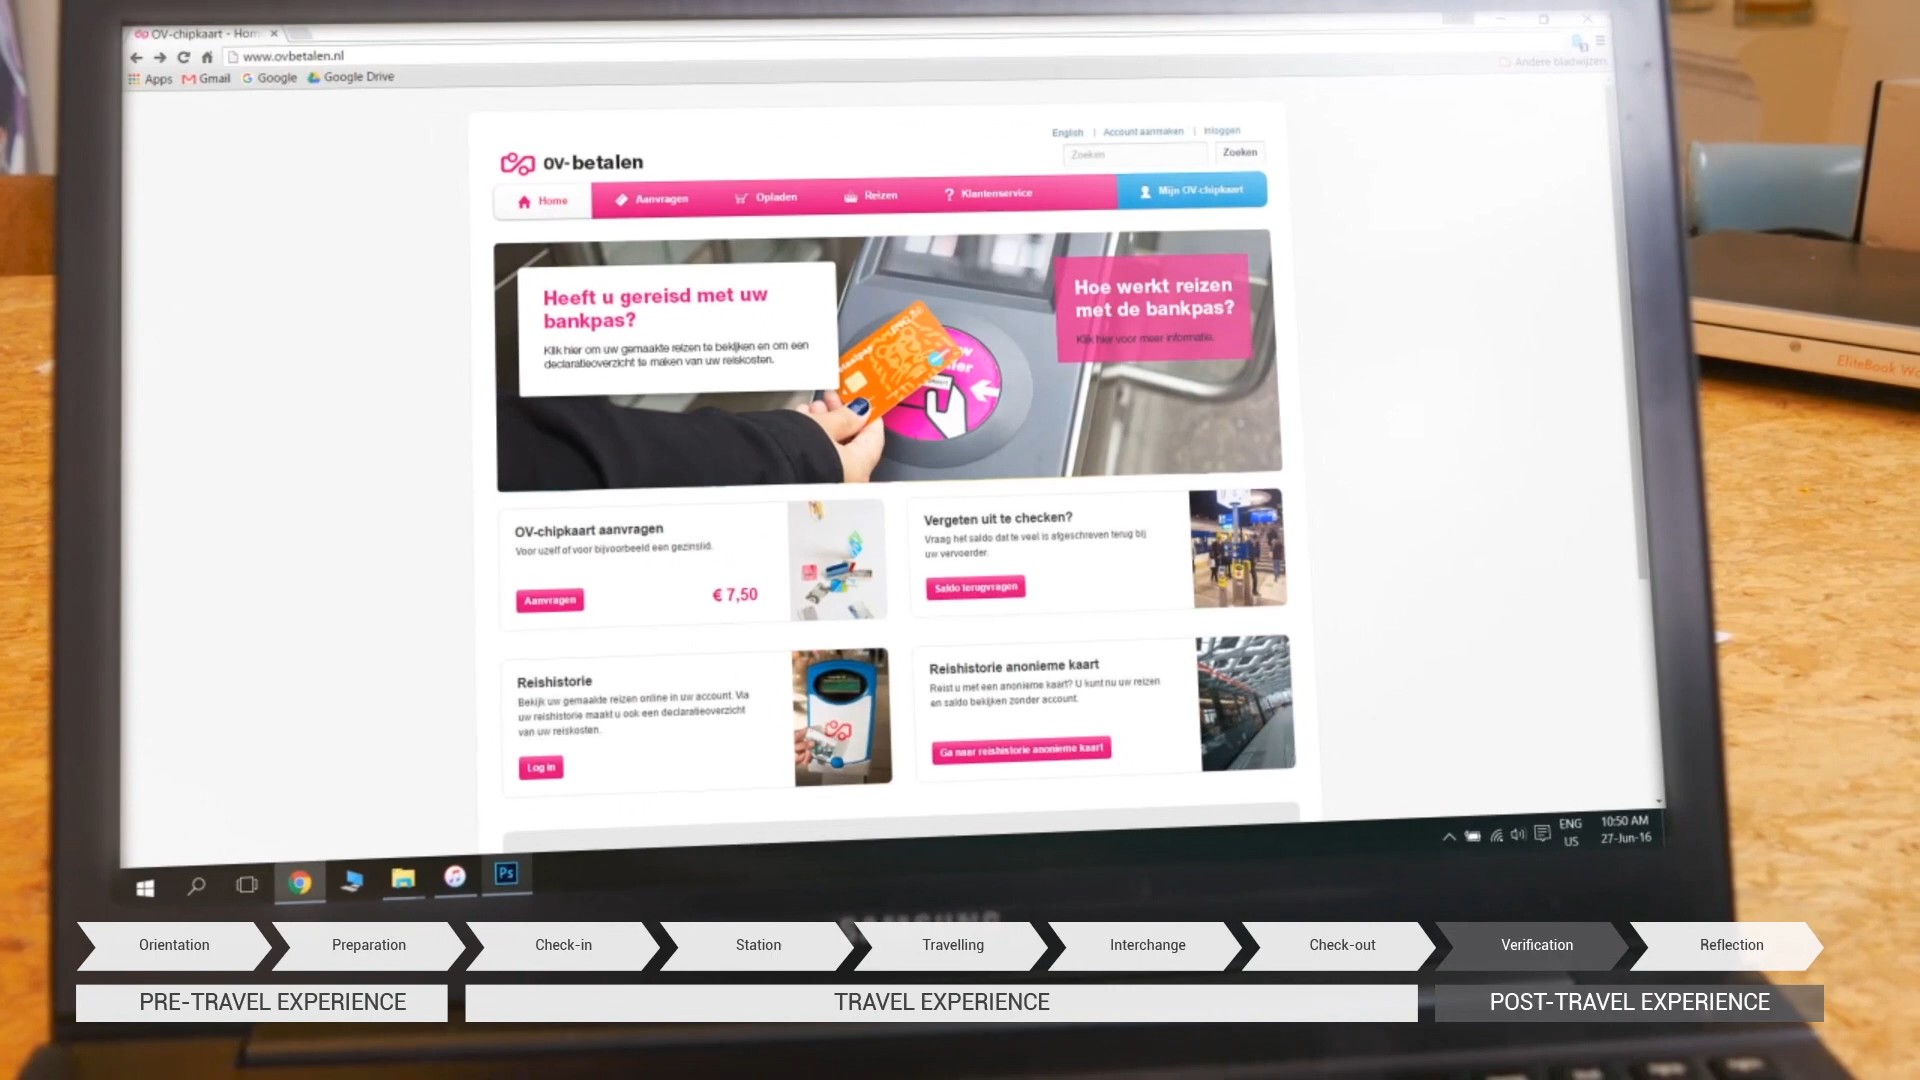 OV-chipkaart - Hom
www.ovbetalen.nl
Apps Gmail Google Google Drive
Andere bladwijzers
English | Account aanmaken | Inloggen
ov-betalen
Zoeken Zoeken
Home Aanvragen Opladen Reizen Klantenservice Mijn OV-chipkaart
Heeft u gereisd met uw
bankpas?
Klik hier om uw gemaakte reizen te bekijken en om een
declaratieoverzicht te maken van uw reiskosten.
Hoe werkt reizen
met de bankpas?
Klik hier voor meer informatie.
OV-chipkaart aanvragen
Voor uzelf of voor bijvoorbeeld een gezinslid.
Aanvragen € 7,50
Vergeten uit te checken?
Vraag het saldo dat te veel is afgeschreven terug bij
uw vervoerder.
Saldo terugvragen
Reishistorie
Bekijk uw gemaakte reizen online in uw account. Via
uw reishistorie maakt u ook een declaratieoverzicht
van uw reiskosten.
Log in
Reishistorie anonieme kaart
Reist u met een anonieme kaart? U kunt nu uw reizen
en saldo bekijken zonder account.
Ga naar reishistorie anonieme kaart
ENG
US
10:50 AM
27-Jun-16
Ps
SAMSUNG
EliteBook
Orientation Preparation Check-in Station Travelling Interchange Check-out Verification Reflection
PRE-TRAVEL EXPERIENCE TRAVEL EXPERIENCE POST-TRAVEL EXPERIENCE